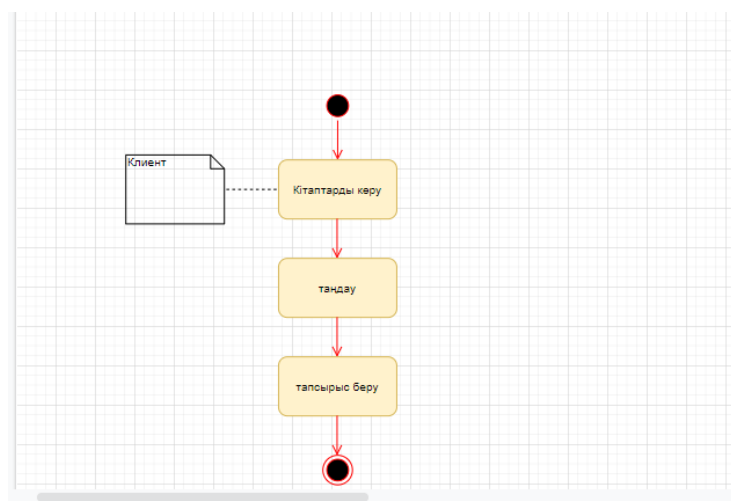 Клиент
Кітаптарды көру
таңдау
тапсырыс беру